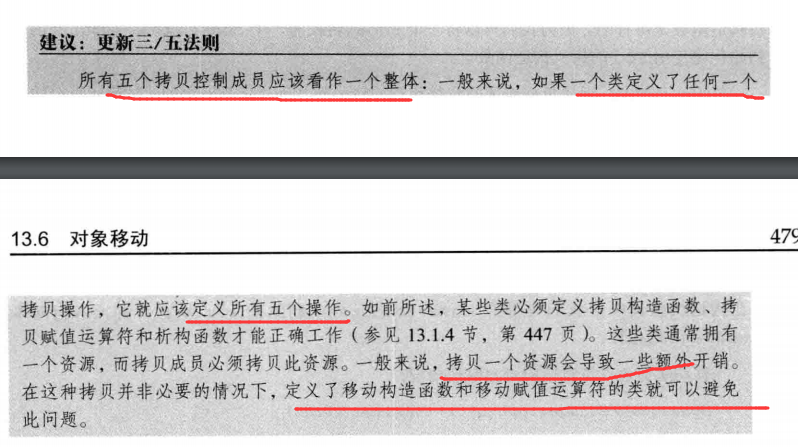 建议：更新三/五法则
所有五个拷贝控制成员应该看作一个整体：一般来说，如果一个类定义了任何一个
13.6 对象移动 479
拷贝操作，它就应该定义所有五个操作。如前所述，某些类必须定义拷贝构造函数、拷
贝赋值运算符和析构函数才能正确工作（参见 13.1.4 节，第 447 页）。这些类通常拥有
一个资源，而拷贝成员必须拷贝此资源。一般来说，拷贝一个资源会导致一些额外开销。
在这种拷贝并非必要的情况下，定义了移动构造函数和移动赋值运算符的类就可以避免
此问题。